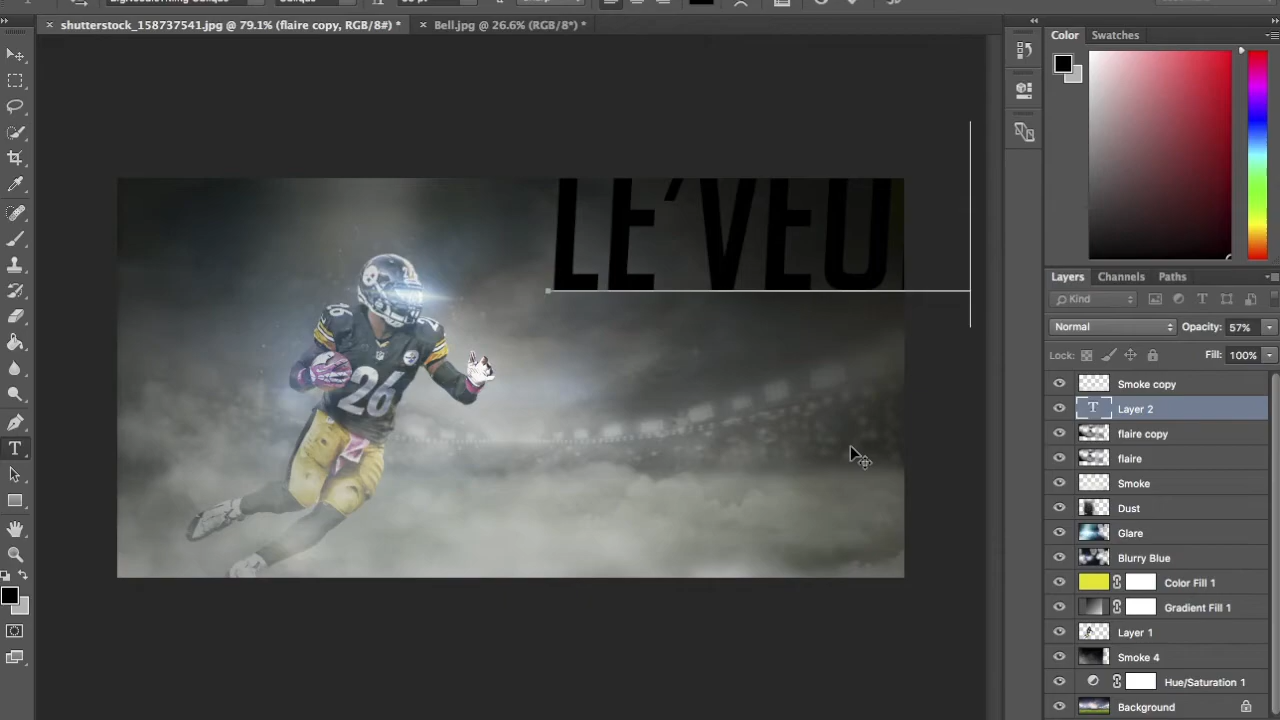 shutterstock_158737541.jpg @ 79.1% (flaire copy, RGB/8#) *
Bell.jpg @ 26.6% (RGB/8*) *
Color
Swatches
LE'VEU
26
26
Layers
Channels
Paths
Kind
Normal
Opacity: 57%
Lock:
Fill: 100%
Smoke copy
T Layer 2
flaire copy
flaire
Smoke
Dust
Glare
Blurry Blue
Color Fill 1
Gradient Fill 1
Layer 1
Smoke 4
Hue/Saturation 1
Background